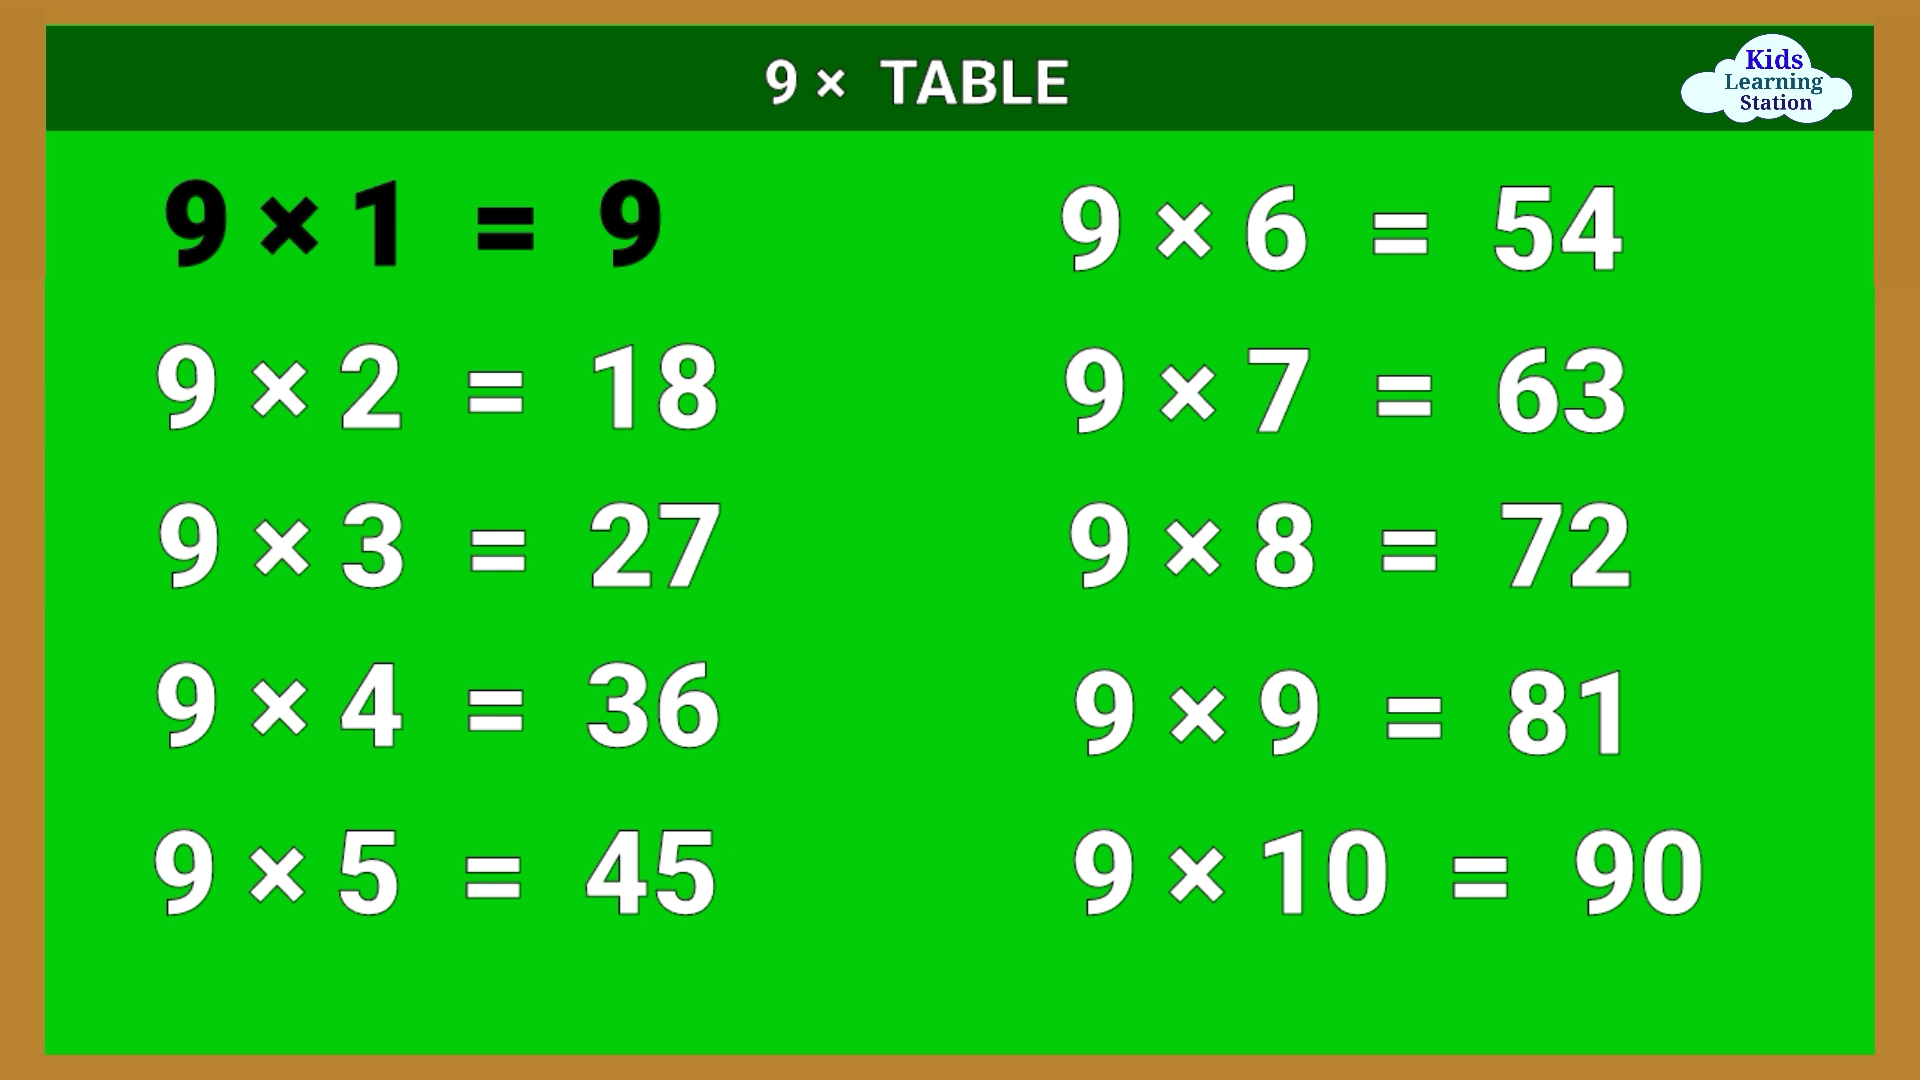 9 × TABLE
Kids
Learning
Station
9 × 1 = 9
9 × 2 = 18
9 × 3 = 27
9 × 4 = 36
9 × 5 = 45
9 × 6 = 54
9 × 7 = 63
9 × 8 = 72
9 × 9 = 81
9 × 10 = 90